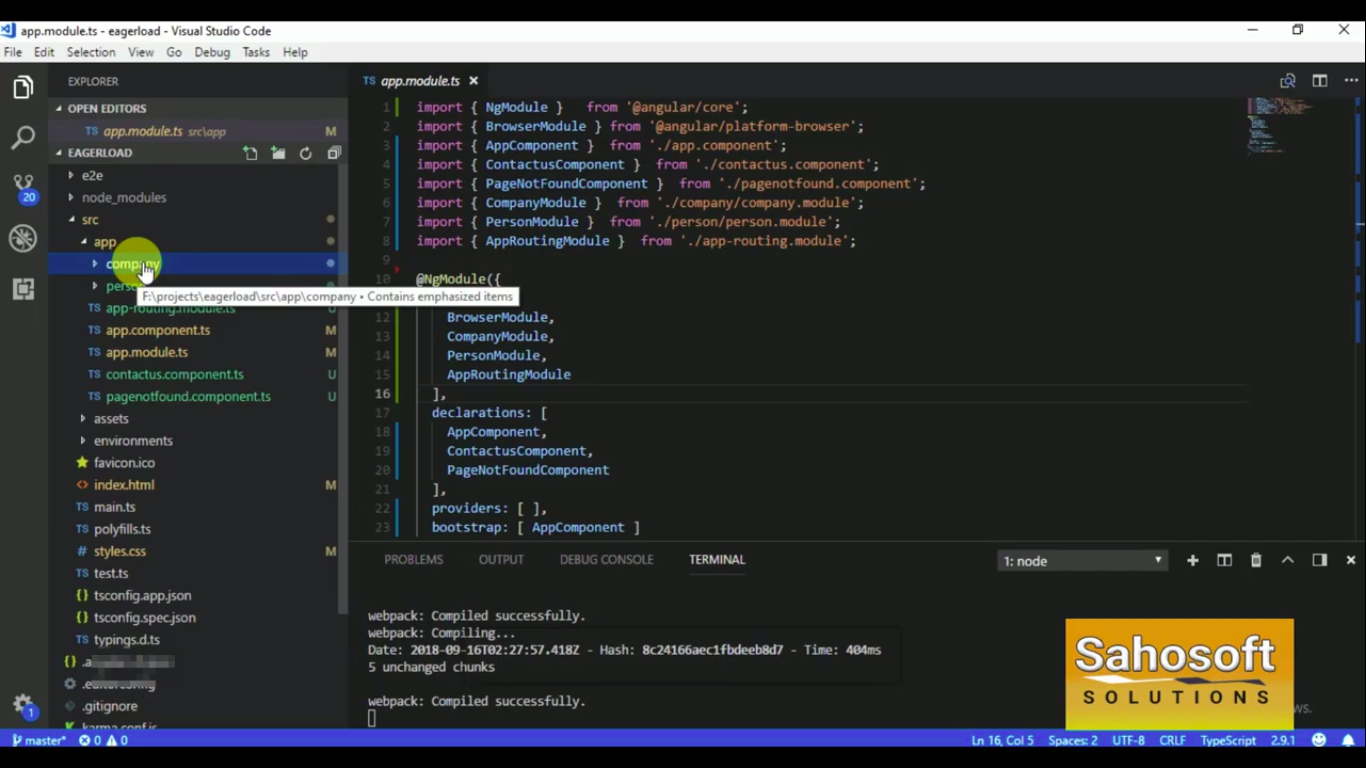 app.module.ts - eagerload - Visual Studio Code
File Edit Selection View Go Debug Tasks Help
EXPLORER
OPEN EDITORS
TS app.module.ts src\app M
EAGERLOAD
e2e
node_modules
src
app
company
F:\projects\eagerload\src\app\company • Contains emphasized items
TS app-routing.module.ts U
TS app.component.ts M
TS app.module.ts M
TS contactus.component.ts U
TS pagenotfound.component.ts U
assets
environments
favicon.ico
<> index.html M
TS main.ts
TS polyfills.ts
# styles.css M
TS test.ts
{} tsconfig.app.json
{} tsconfig.spec.json
TS typings.d.ts
.editorconfig
.gitignore
karma.conf.js
20
1
TS app.module.ts
1 import { NgModule } from '@angular/core';
2 import { BrowserModule } from '@angular/platform-browser';
3 import { AppComponent } from './app.component';
4 import { ContactusComponent } from './contactus.component';
5 import { PageNotFoundComponent } from './pagenotfound.component';
6 import { CompanyModule } from './company/company.module';
7 import { PersonModule } from './person/person.module';
8 import { AppRoutingModule } from './app-routing.module';
9
10 @NgModule({
12 BrowserModule,
13 CompanyModule,
14 PersonModule,
15 AppRoutingModule
16 ],
17 declarations: [
18 AppComponent,
19 ContactusComponent,
20 PageNotFoundComponent
21 ],
22 providers: [ ],
23 bootstrap: [ AppComponent ]
PROBLEMS OUTPUT DEBUG CONSOLE TERMINAL 1: node
webpack: Compiled successfully.
webpack: Compiling...
Date: 2018-09-16T02:27:57.418Z - Hash: 8c24166aec1fbdeeb8d7 - Time: 404ms
5 unchanged chunks
webpack: Compiled successfully.
Sahosoft
SOLUTIONS
master* 0 0 Ln 16, Col 5 Spaces: 2 UTF-8 CRLF TypeScript 2.9.1